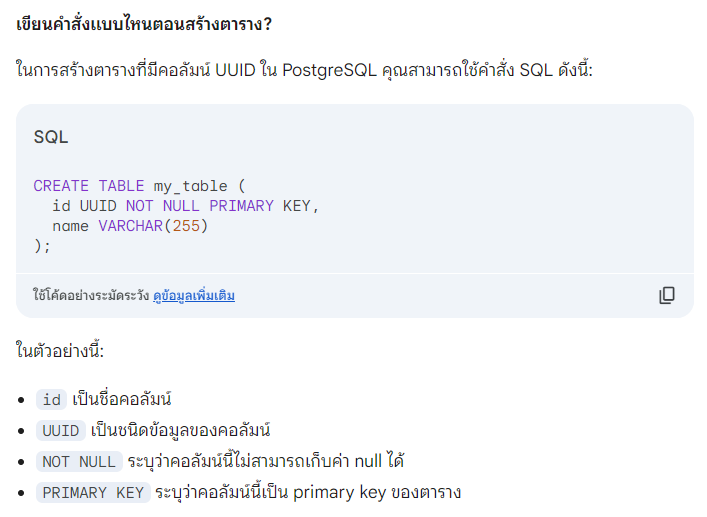 เขียนคำสั่งแบบไหนตอนสร้างตาราง?
ในการสร้างตารางที่มีคอลัมน์ UUID ใน PostgreSQL คุณสามารถใช้คำสั่ง SQL ดังนี้:
SQL
CREATE TABLE my_table (
  id UUID NOT NULL PRIMARY KEY,
  name VARCHAR(255)
);
ใช้โค้ดอย่างระมัดระวัง ดูข้อมูลเพิ่มเติม
ในตัวอย่างนี้:
• id เป็นชื่อคอลัมน์
• UUID เป็นชนิดข้อมูลของคอลัมน์
• NOT NULL ระบุว่าคอลัมน์นี้ไม่สามารถเก็บค่า null ได้
• PRIMARY KEY ระบุว่าคอลัมน์นี้เป็น primary key ของตาราง